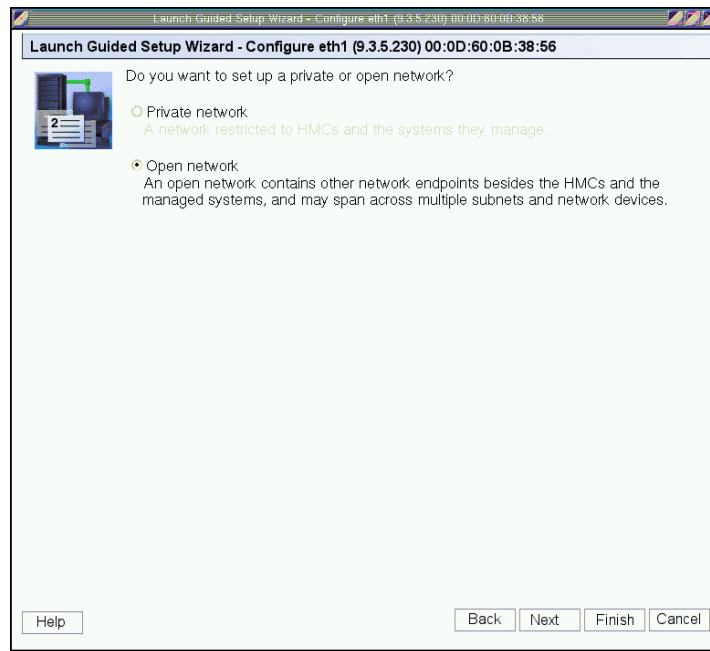 Launch Guided Setup Wizard - Configure eth1 (9.3.5.230) 00:0D:60:0B:38:56
Launch Guided Setup Wizard - Configure eth1 (9.3.5.230) 00:0D:60:0B:38:56
Do you want to set up a private or open network?
Private network
A network restricted to HMCs and the systems they manage.
2
Open network
An open network contains other network endpoints besides the HMCs and the
managed systems, and may span across multiple subnets and network devices.
Help
Back
Next
Finish
Cancel